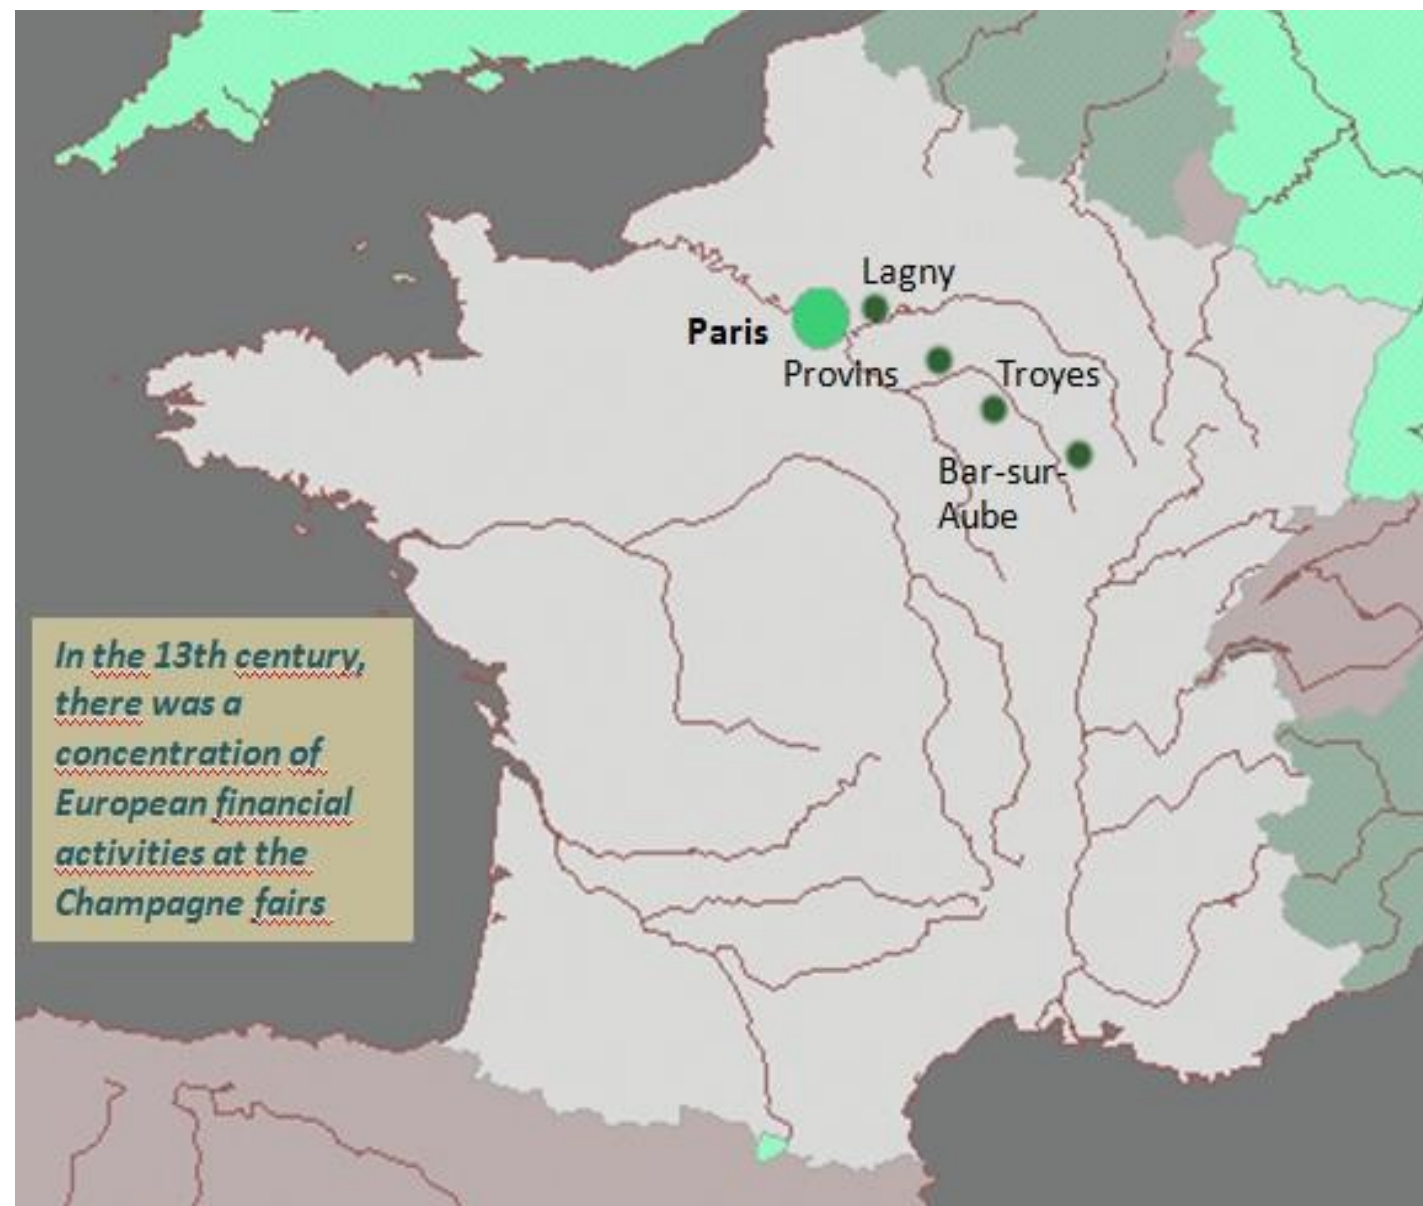 Lagny
Paris
Provins
Troyes
Bar-sur-
Aube
In the 13th century,
there was a
concentration of
European financial
activities at the
Champagne fairs